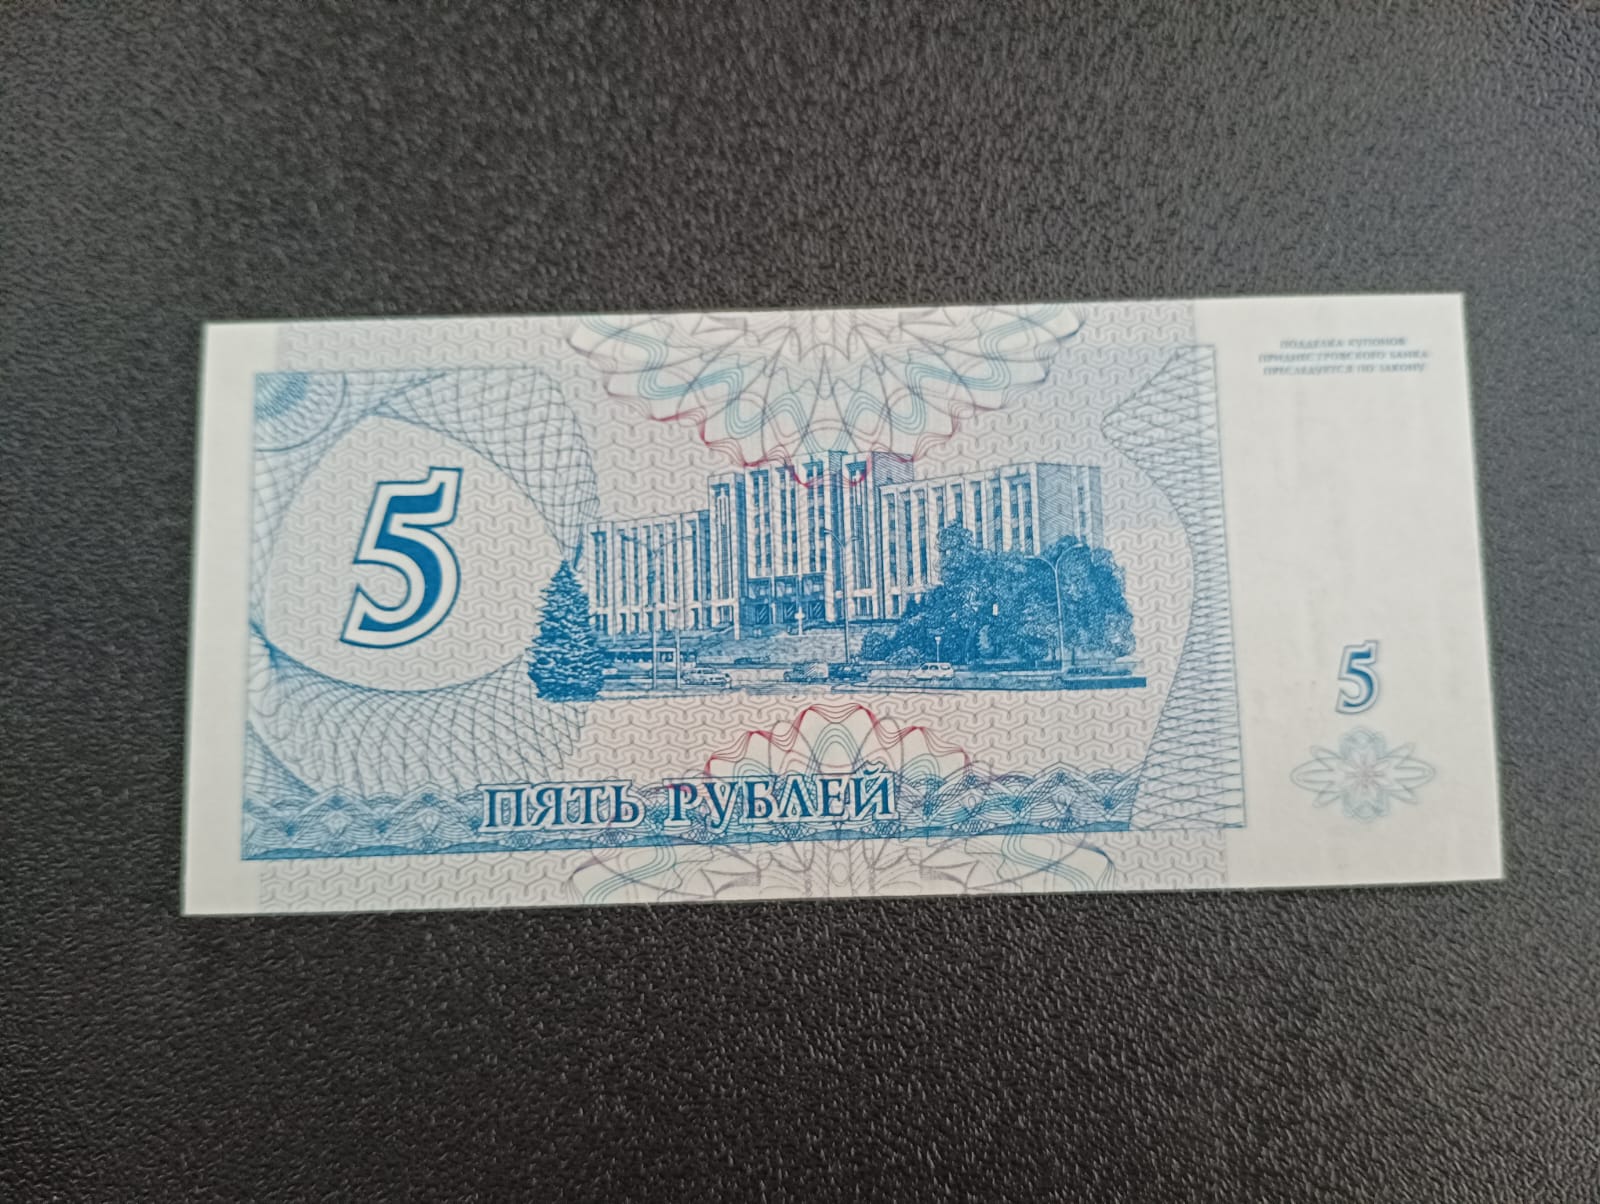 ПОДДЕЛКА КУПОНОВ
ПРИДНЕСТРОВСКОГО БАНКА
ПРЕСЛЕДУЕТСЯ ПО ЗАКОНУ
5
5
ПЯТЬ РУБЛЕЙ